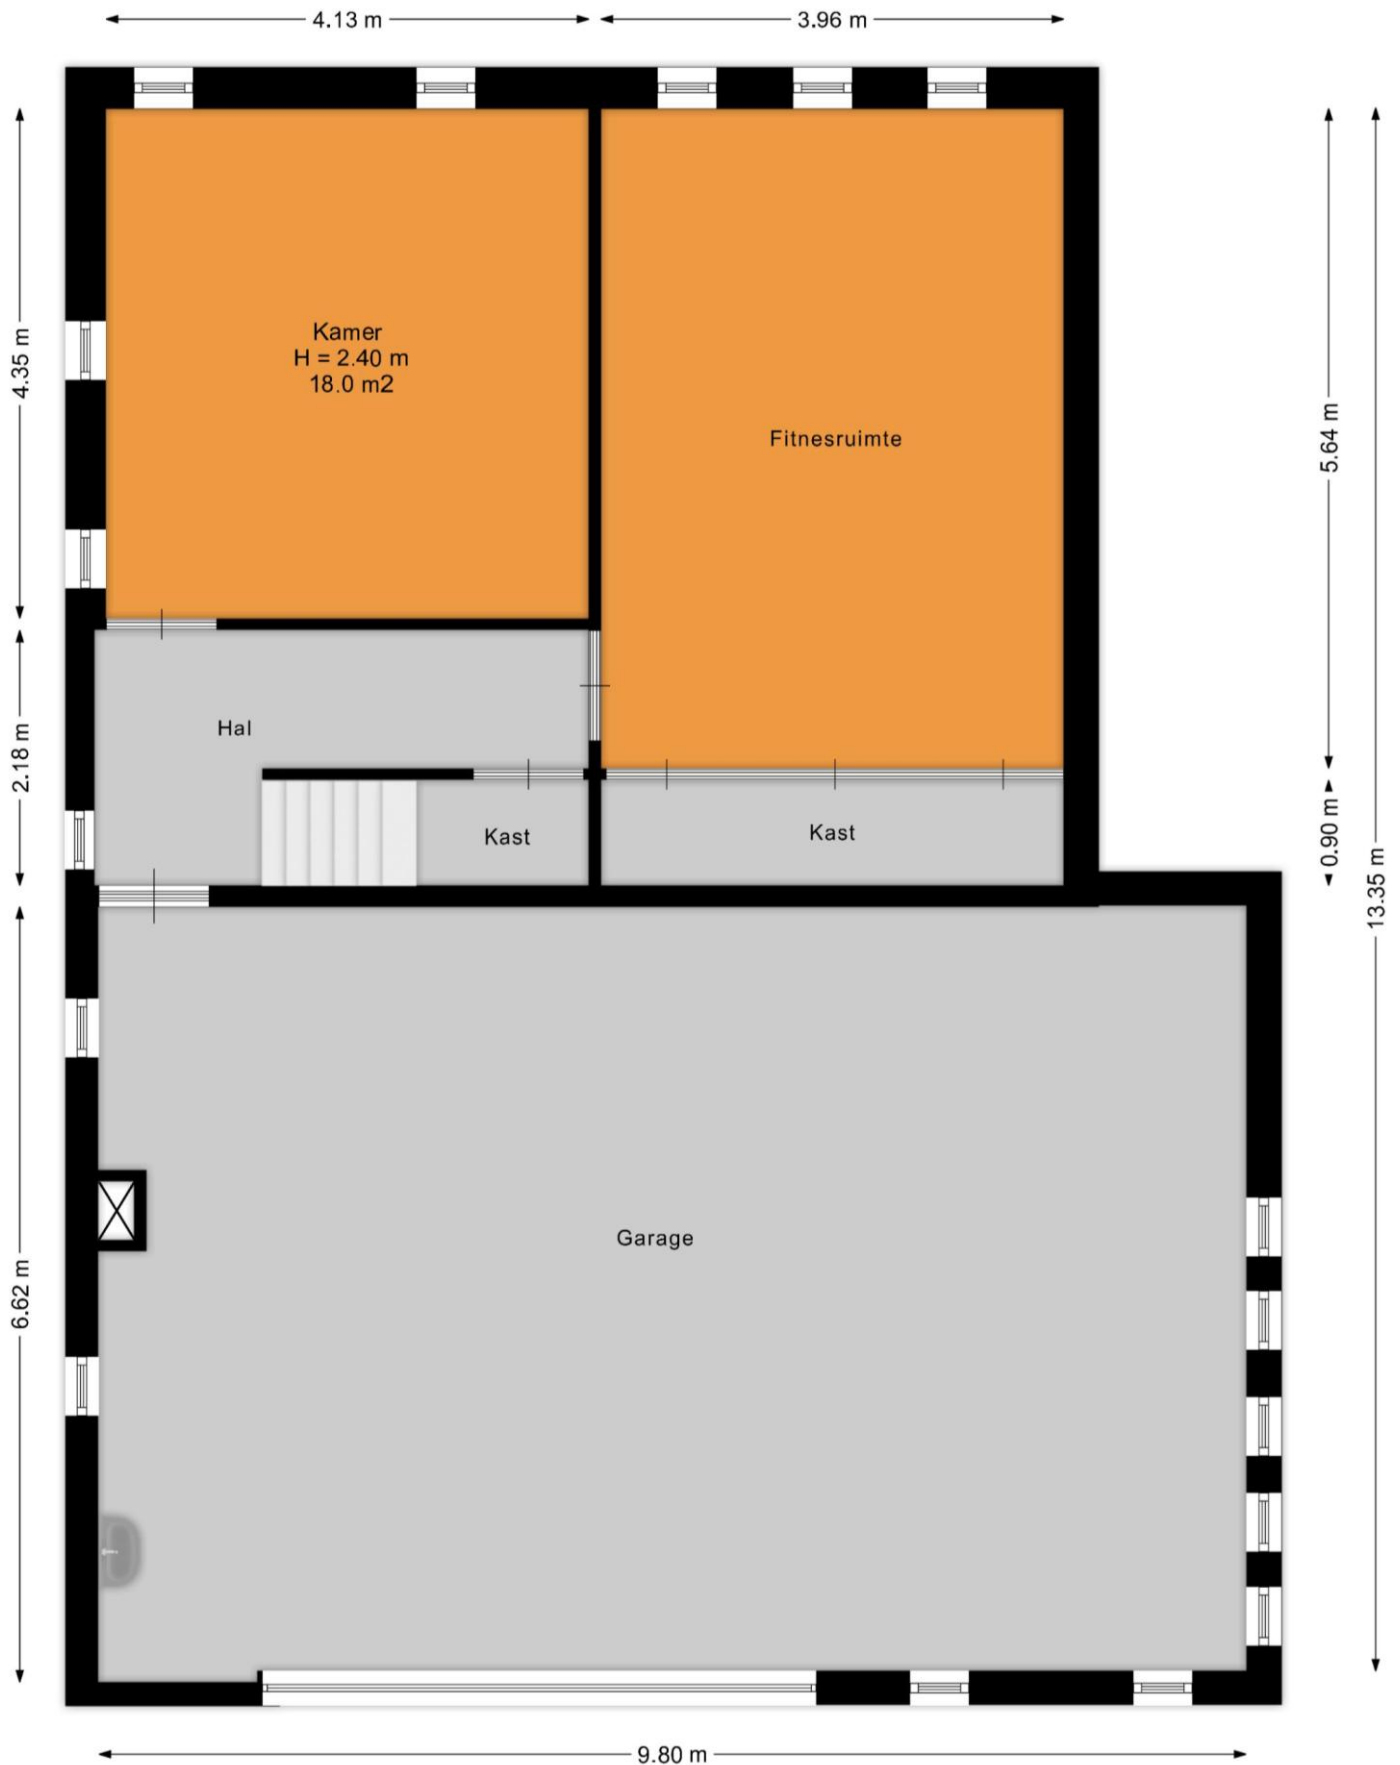 4.13 m
3.96 m
Kamer
H = 2.40 m
18.0 m2
4.35 m
Fitnesruimte
5.64 m
Hal
2.18 m
Kast
Kast
0.90 m
13.35 m
Garage
6.62 m
9.80 m